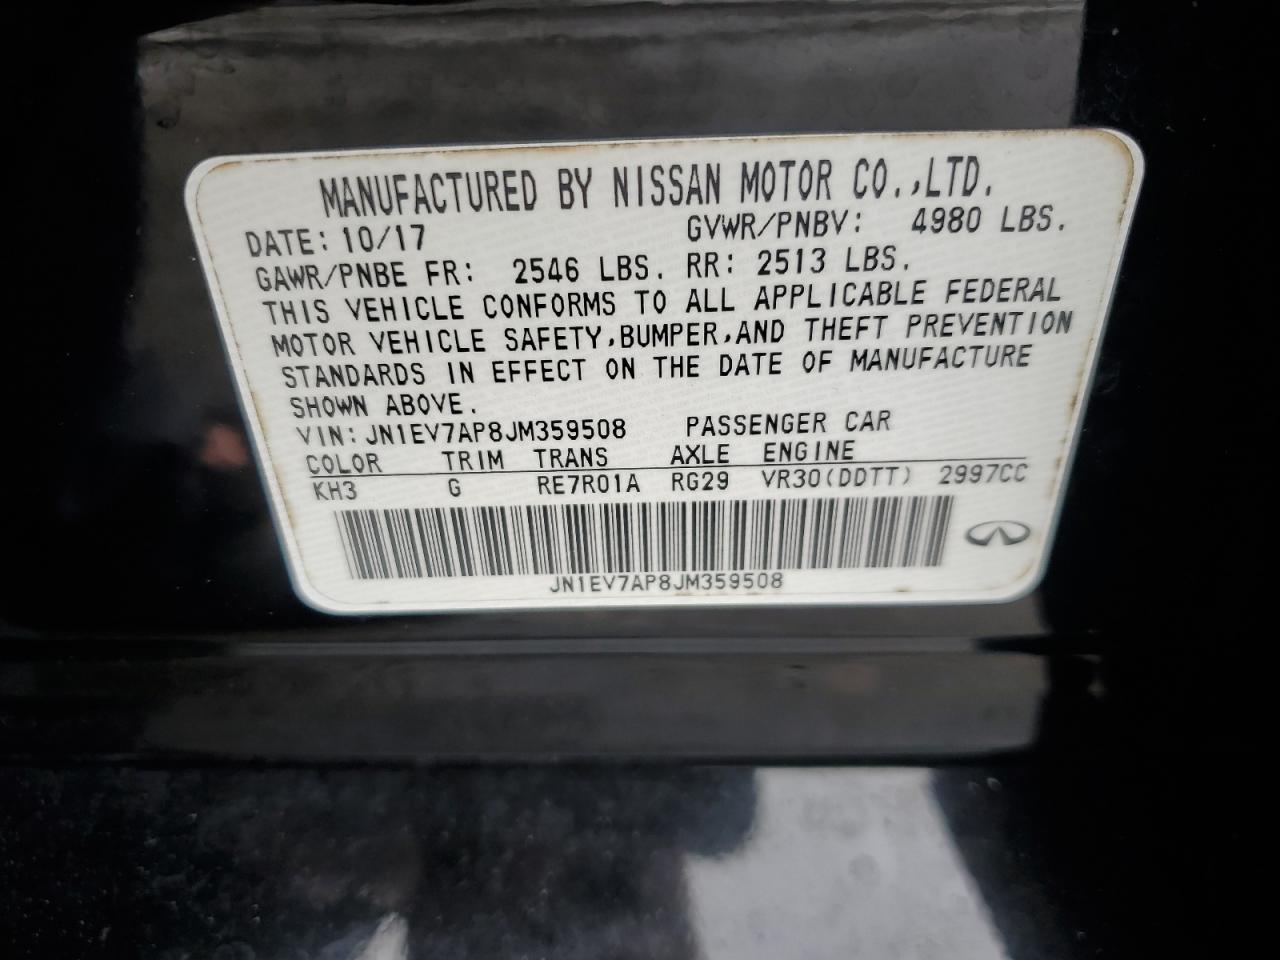 MANUFACTURED BY NISSAN MOTOR CO.,LTD.
DATE: 10/17 GVWR/PNBV: 4980 LBS.
GAWR/PNBE FR: 2546 LBS. RR: 2513 LBS.
THIS VEHICLE CONFORMS TO ALL APPLICABLE FEDERAL
MOTOR VEHICLE SAFETY,BUMPER,AND THEFT PREVENTION
STANDARDS IN EFFECT ON THE DATE OF MANUFACTURE
SHOWN ABOVE.
VIN: JN1EV7AP8JM359508 PASSENGER CAR
COLOR TRIM TRANS AXLE ENGINE
KH3 G RE7R01A RG29 VR30(DDTT) 2997CC
JN1EV7AP8JM359508